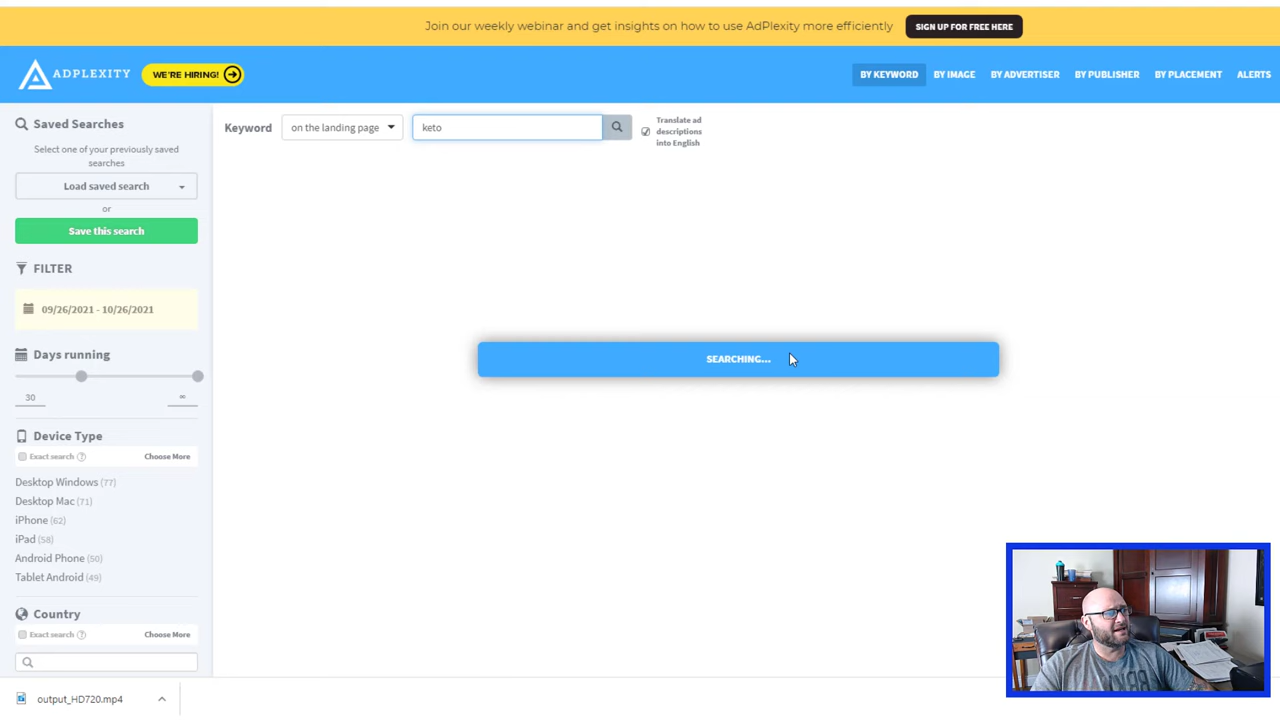 Join our weekly webinar and get insights on how to use AdPlexity more efficiently
SIGN UP FOR FREE HERE
ADPLEXITY
WE'RE HIRING!
BY KEYWORD
BY IMAGE
BY ADVERTISER
BY PUBLISHER
BY PLACEMENT
ALERTS
Saved Searches
Select one of your previously saved
searches
Load saved search
or
Save this search
FILTER
09/26/2021 - 10/26/2021
Days running
30
∞
Device Type
Exact search ?
Choose More
Desktop Windows (77)
Desktop Mac (71)
iPhone (62)
iPad (58)
Android Phone (50)
Tablet Android (49)
Country
Exact search ?
Choose More
Keyword
on the landing page
keto
Translate ad
descriptions
into English
SEARCHING...
output_HD720.mp4